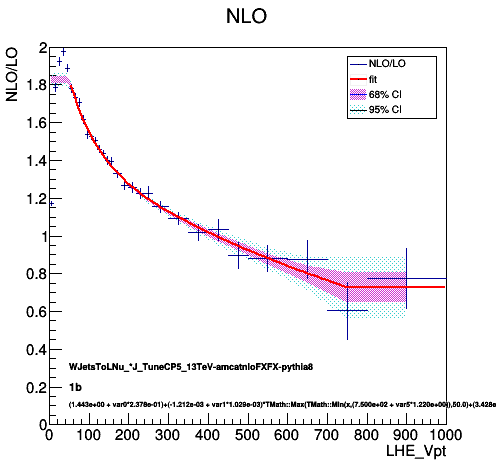 NLO
NLO/LO
2
1.8
1.6
1.4
1.2
1
0.8
0.6
0.4
0.2
0
NLO/LO
fit
68% CI
95% CI
WJetsToLNu_*J_TuneCP5_13TeV-amcatnloFXFX-pythia8
1b
(1.443e+00 + var0*2.378e-01)+(-1.212e-03 + var1*1.029e-03)*TMath::Max(TMath::Min(x,(7.500e+02 + var5*1.220e+00)),50.0)+(3.428e
0 100 200 300 400 500 600 700 800 900 1000
LHE_Vpt